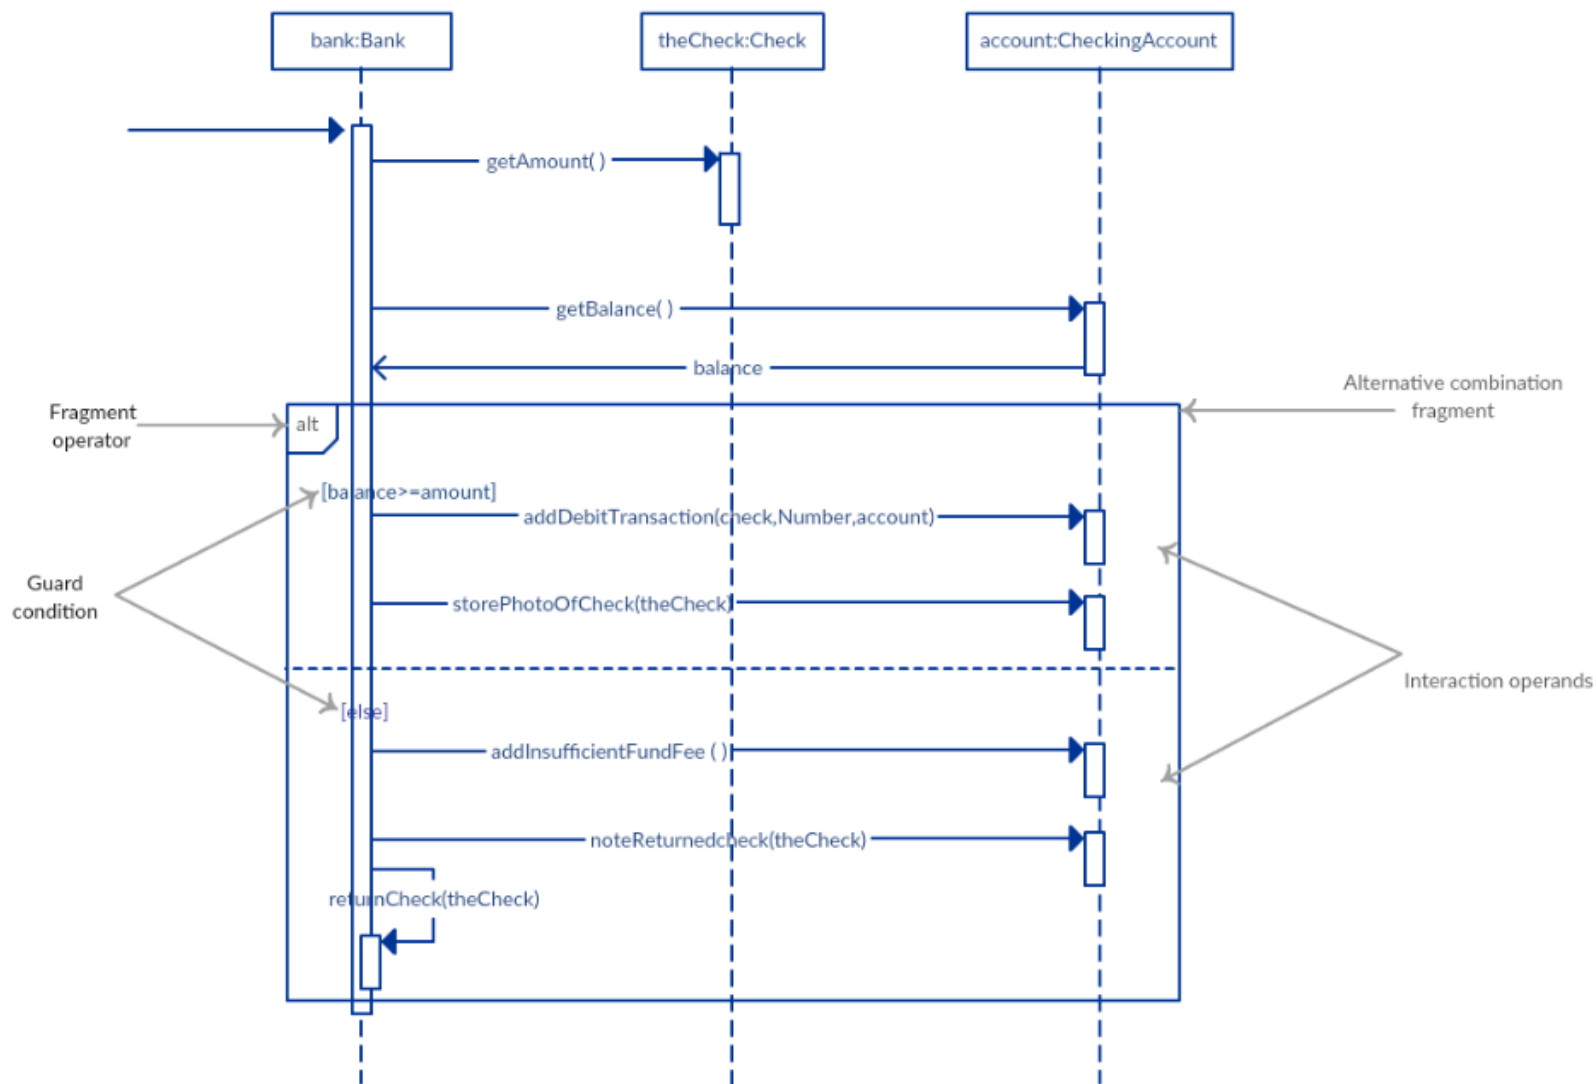 bank:Bank
theCheck:Check
account:CheckingAccount
getAmount( )
getBalance( )
balance
Alternative combination
fragment
Fragment
operator
alt
[balance>=amount]
addDebitTransaction(check,Number,account)
Guard
condition
storePhotoOfCheck(theCheck)
Interaction operands
[else]
addInsufficientFundFee ( )
noteReturnedcheck(theCheck)
returnCheck(theCheck)